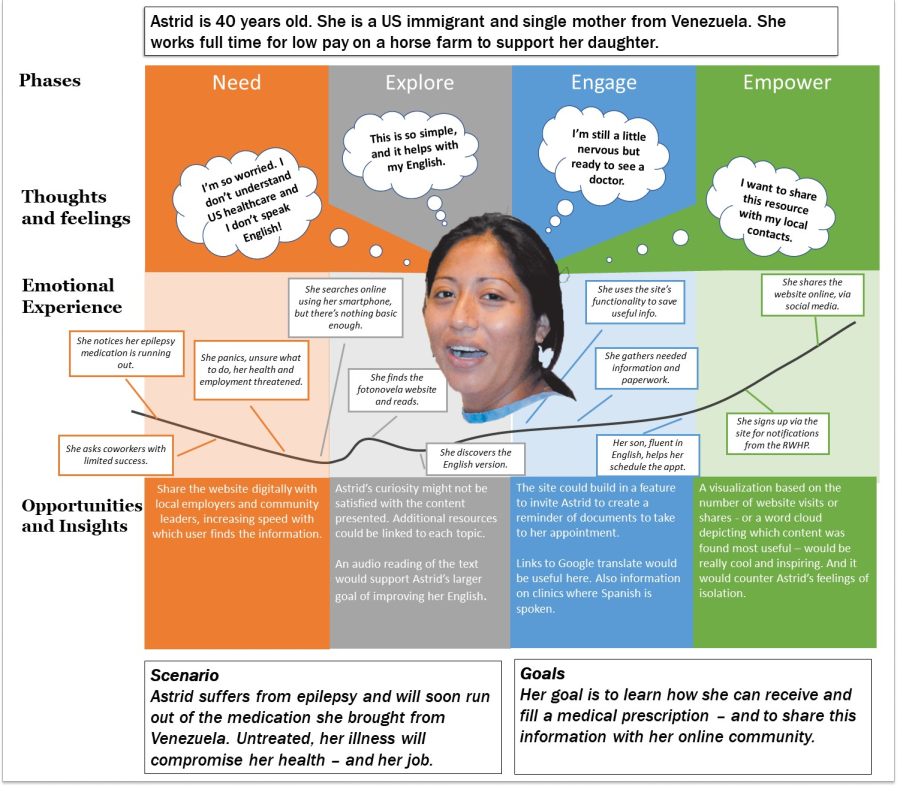 Astrid is 40 years old. She is a US immigrant and single mother from Venezuela. She
works full time for low pay on a horse farm to support her daughter.
Phases
Need
Explore
Engage
Empower
Thoughts
and feelings
I'm so worried. I
don't understand
US healthcare and
I don't speak
English!
This is so simple,
and it helps with
my English.
I'm still a little
nervous but
ready to see a
doctor.
I want to share
this resource
with my local
contacts.
Emotional
Experience
She notices her epilepsy
medication is running
out.
She asks coworkers with
limited success.
She panics, unsure what
to do, her health and
employment threatened.
She searches online
using her smartphone,
but there's nothing basic
enough.
She finds the
fotonovela website
and reads.
She discovers the
English version.
She uses the site's
functionality to save
useful info.
She gathers needed
information and
paperwork.
Her son, fluent in
English, helps her
schedule the appt.
She shares the
website online, via
social media.
She signs up via the
site for notifications
from the RWHP.
Opportunities
and Insights
Share the website digitally with
local employers and community
leaders, increasing speed with
which user finds the information.
Astrid's curiosity might not be
satisfied with the content
presented. Additional resources
could be linked to each topic.
An audio reading of the text
would support Astrid's larger
goal of improving her English.
The site could build in a feature
to invite Astrid to create a
reminder of documents to take
to her appointment.
Links to Google translate would
be useful here. Also information
on clinics where Spanish is
spoken.
A visualization based on the
number of website visits or
shares - or a word cloud
depicting which content was
found most useful – would be
really cool and inspiring. And it
would counter Astrid's feelings of
isolation.
Scenario
Astrid suffers from epilepsy and will soon run
out of the medication she brought from
Venezuela. Untreated, her illness will
compromise her health – and her job.
Goals
Her goal is to learn how she can receive and
fill a medical prescription – and to share this
information with her online community.